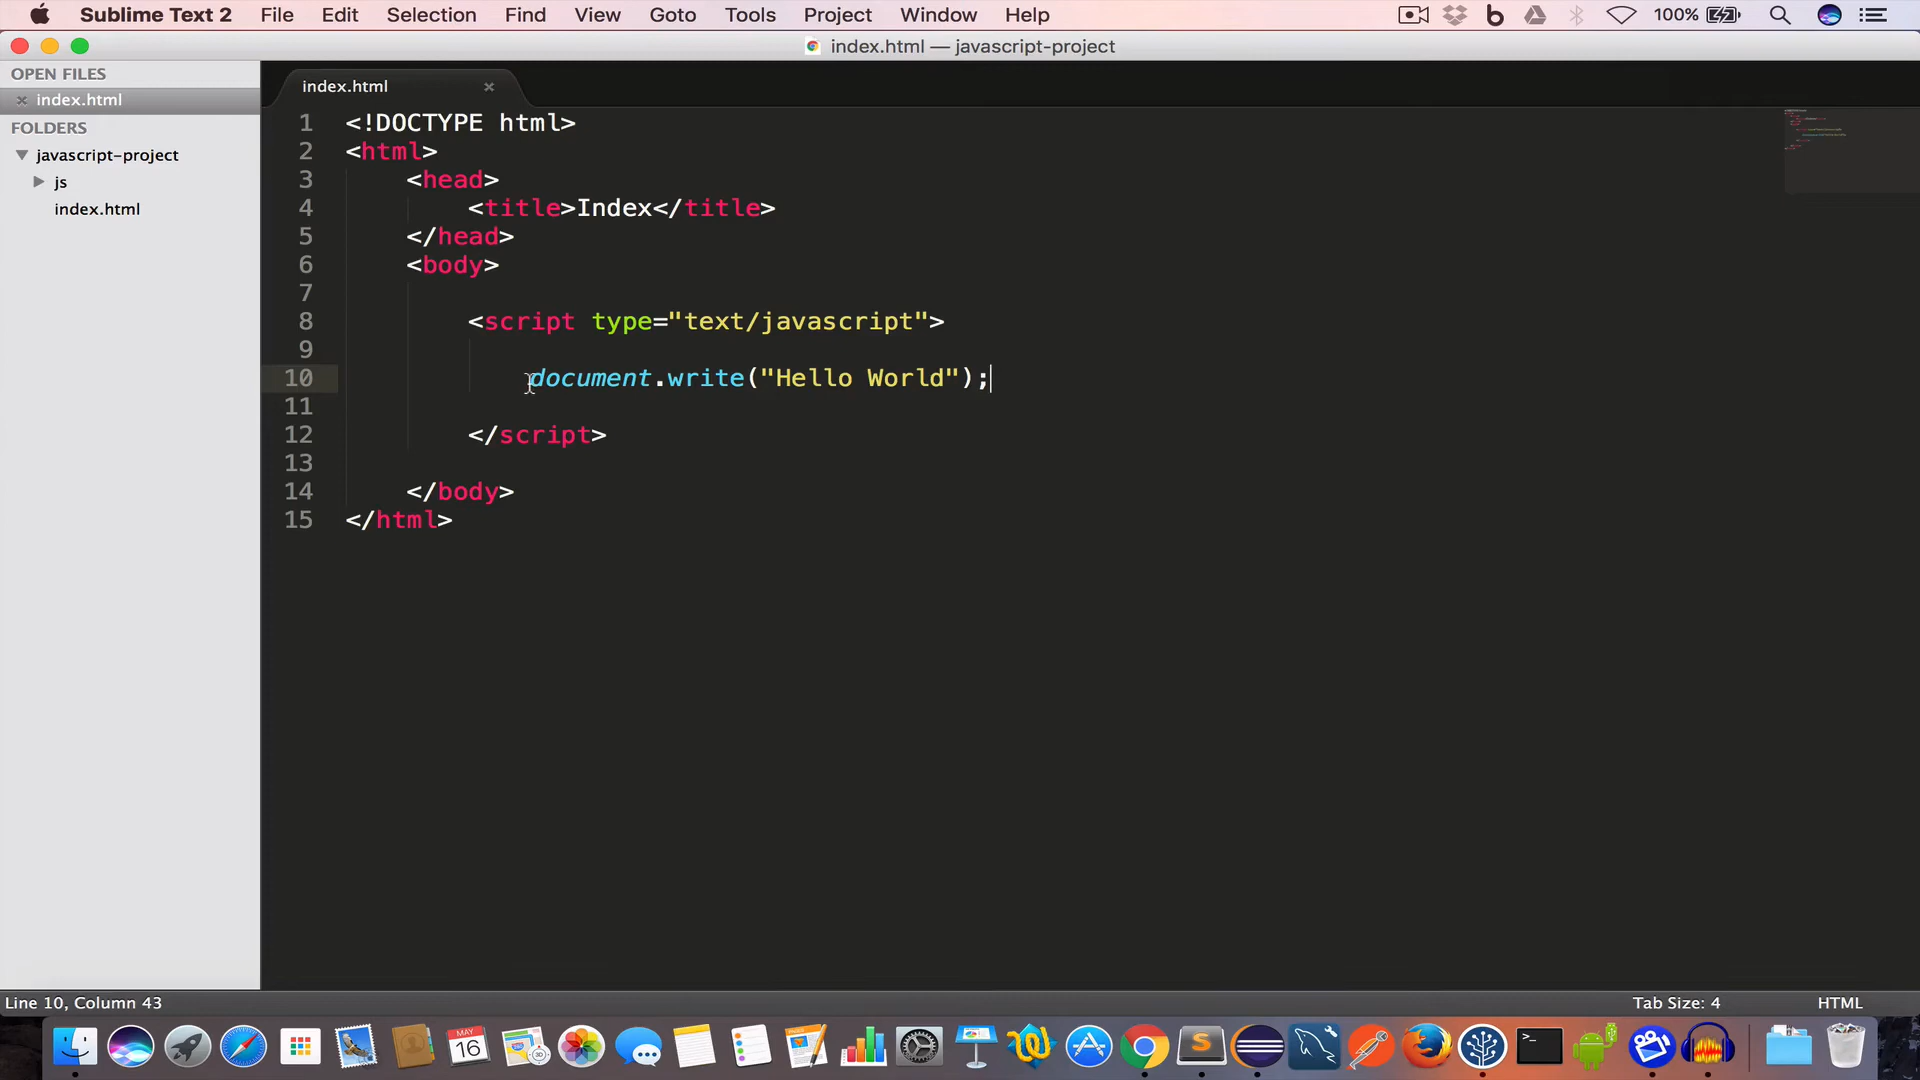 Sublime Text 2 File Edit Selection Find View Goto Tools Project Window Help 100%
index.html — javascript-project
OPEN FILES
index.html
FOLDERS
javascript-project
js
index.html
index.html
1 <!DOCTYPE html>
2 <html>
3 <head>
4 <title>Index</title>
5 </head>
6 <body>
7
8 <script type="text/javascript">
9
10 document.write("Hello World");
11
12 </script>
13
14 </body>
15 </html>
Line 10, Column 43 Tab Size: 4 HTML
MAY
16